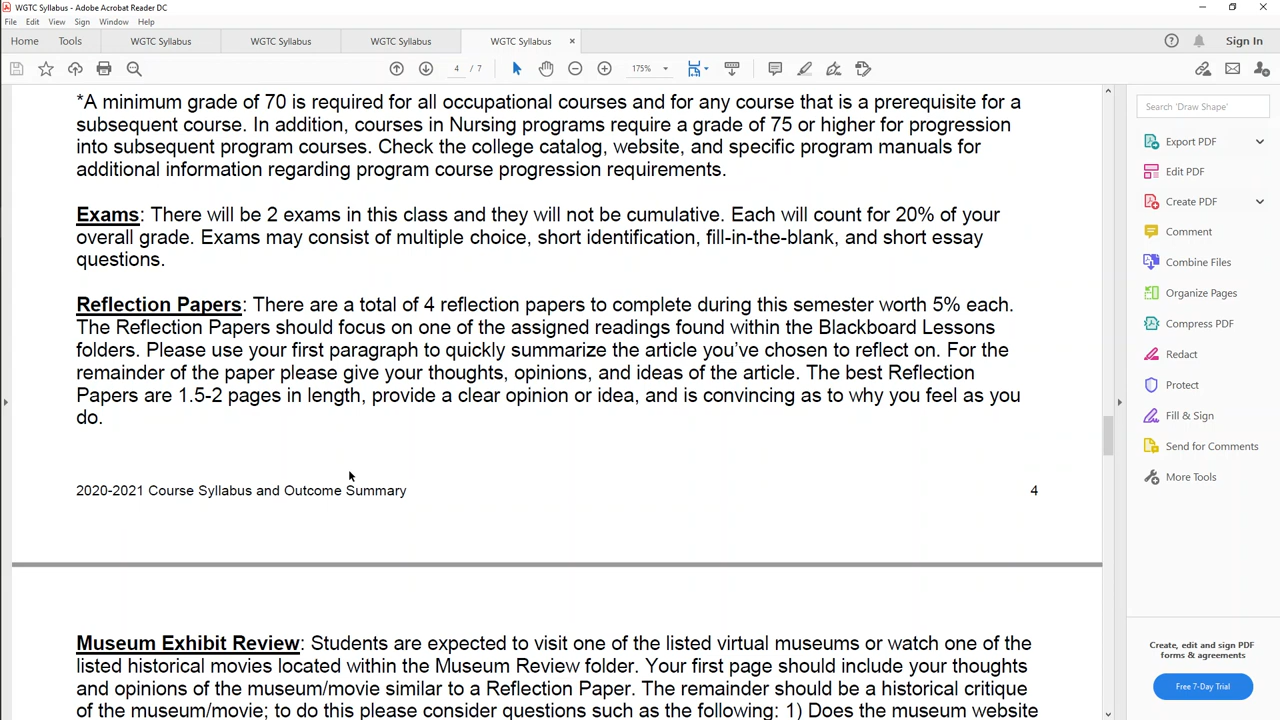 WGTC Syllabus - Adobe Acrobat Reader DC
File Edit View Sign Window Help
Home Tools WGTC Syllabus WGTC Syllabus WGTC Syllabus WGTC Syllabus × Sign In
4 / 7 175%
*A minimum grade of 70 is required for all occupational courses and for any course that is a prerequisite for a
subsequent course. In addition, courses in Nursing programs require a grade of 75 or higher for progression
into subsequent program courses. Check the college catalog, website, and specific program manuals for
additional information regarding program course progression requirements.
Exams: There will be 2 exams in this class and they will not be cumulative. Each will count for 20% of your
overall grade. Exams may consist of multiple choice, short identification, fill-in-the-blank, and short essay
questions.
Reflection Papers: There are a total of 4 reflection papers to complete during this semester worth 5% each.
The Reflection Papers should focus on one of the assigned readings found within the Blackboard Lessons
folders. Please use your first paragraph to quickly summarize the article you've chosen to reflect on. For the
remainder of the paper please give your thoughts, opinions, and ideas of the article. The best Reflection
Papers are 1.5-2 pages in length, provide a clear opinion or idea, and is convincing as to why you feel as you
do.
2020-2021 Course Syllabus and Outcome Summary 4
Museum Exhibit Review: Students are expected to visit one of the listed virtual museums or watch one of the
listed historical movies located within the Museum Review folder. Your first page should include your thoughts
and opinions of the museum/movie similar to a Reflection Paper. The remainder should be a historical critique
of the museum/movie; to do this please consider questions such as the following: 1) Does the museum website
Search 'Draw Shape'
Export PDF
Edit PDF
Create PDF
Comment
Combine Files
Organize Pages
Compress PDF
Redact
Protect
Fill & Sign
Send for Comments
More Tools
Create, edit and sign PDF
forms & agreements
Free 7-Day Trial